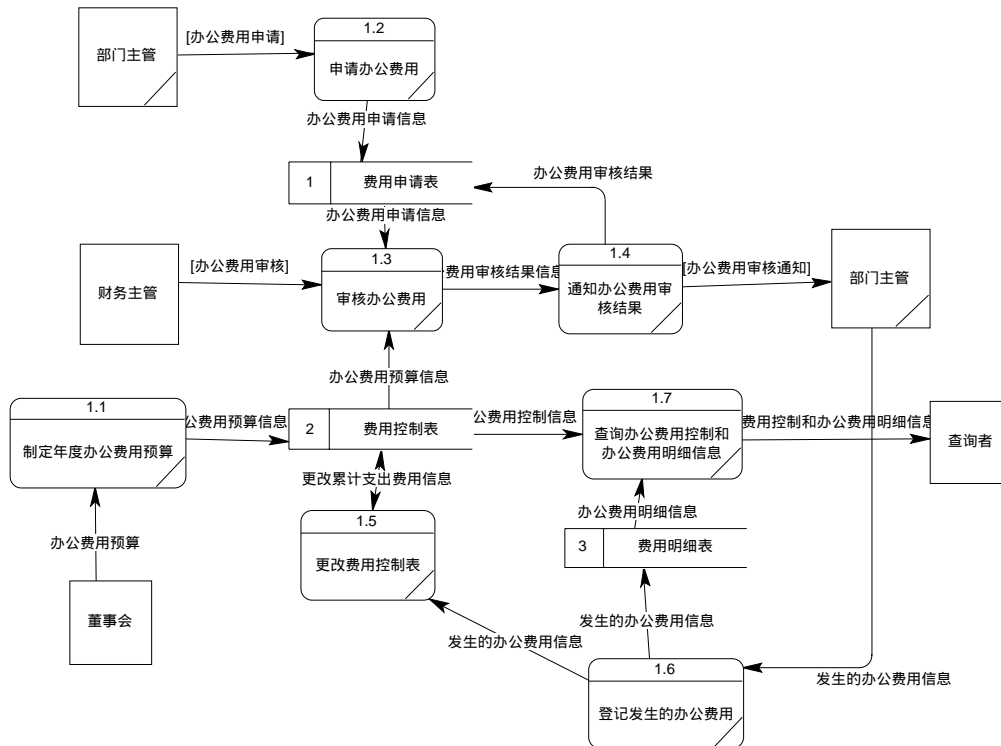 1.2
部门主管
[办公费用申请]
申请办公费用
办公费用申请信息
1
费用申请表
办公费用审核结果
办公费用申请信息
财务主管
[办公费用审核]
1.3
审核办公费用
费用审核结果信息
1.4
通知办公费用审
核结果
[办公费用审核通知]
部门主管
办公费用预算信息
1.1
制定年度办公费用预算
公费用预算信息
2
费用控制表
公费用控制信息
1.7
查询办公费用控制和
办公费用明细信息
费用控制和办公费用明细信息
查询者
更改累计支出费用信息
办公费用明细信息
1.5
更改费用控制表
3
费用明细表
办公费用预算
董事会
发生的办公费用信息
发生的办公费用信息
1.6
登记发生的办公费用
发生的办公费用信息